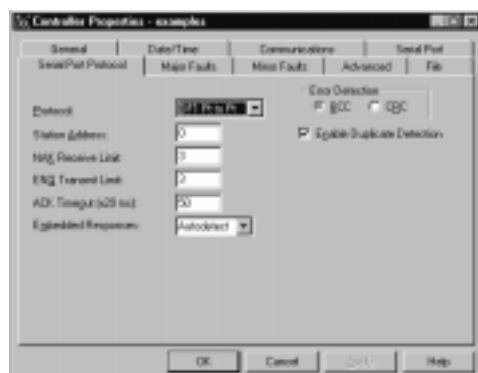 Controller Properties - examples
General Date/Time Communications Serial Port
Serial Port Protocol Major Faults Minor Faults Advanced File
Protocol:
Error Detection
BCC CRC
Station Address: 0
Enable Duplicate Detection
NAK Receive Limit: 3
ENQ Transmit Limit: 3
ACK Timeout (x20 ms): 50
Embedded Responses: Autodetect
OK Cancel Apply Help